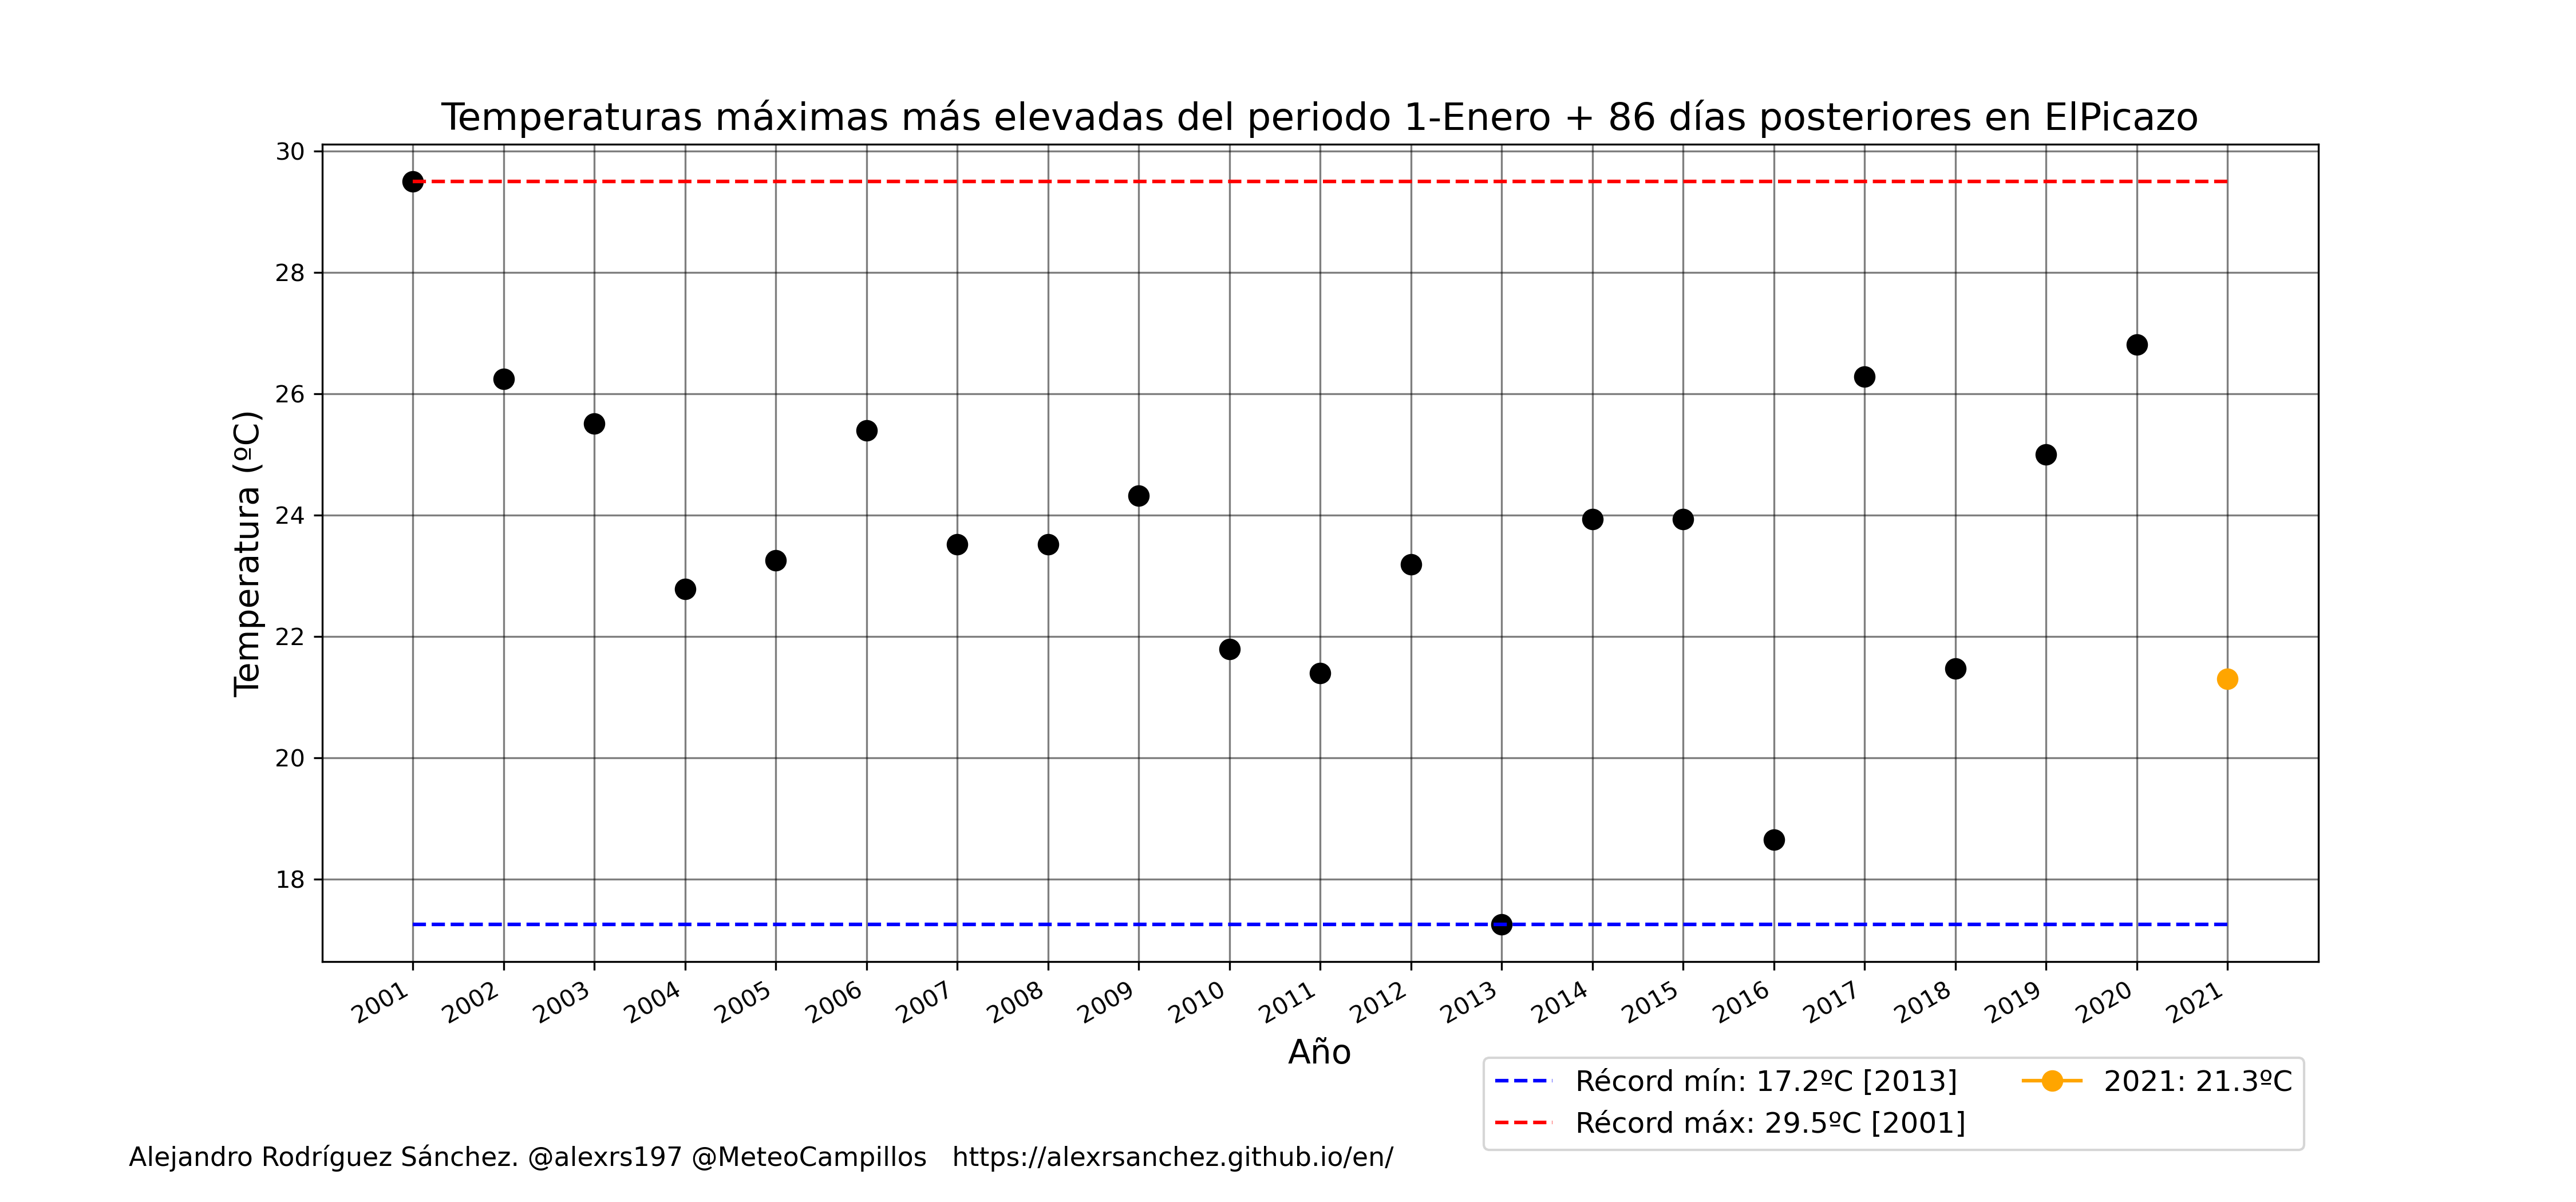 Temperaturas máximas más elevadas del periodo 1-Enero + 86 días posteriores en ElPicazo
30
28
26
24
22
20
18
Temperatura (ºC)
2001 2002 2003 2004 2005 2006 2007 2008 2009 2010 2011 2012 2013 2014 2015 2016 2017 2018 2019 2020 2021
Año
Récord mín: 17.2ºC [2013] 2021: 21.3ºC
Récord máx: 29.5ºC [2001]
Alejandro Rodríguez Sánchez. @alexrs197 @MeteoCampillos https://alexrsanchez.github.io/en/